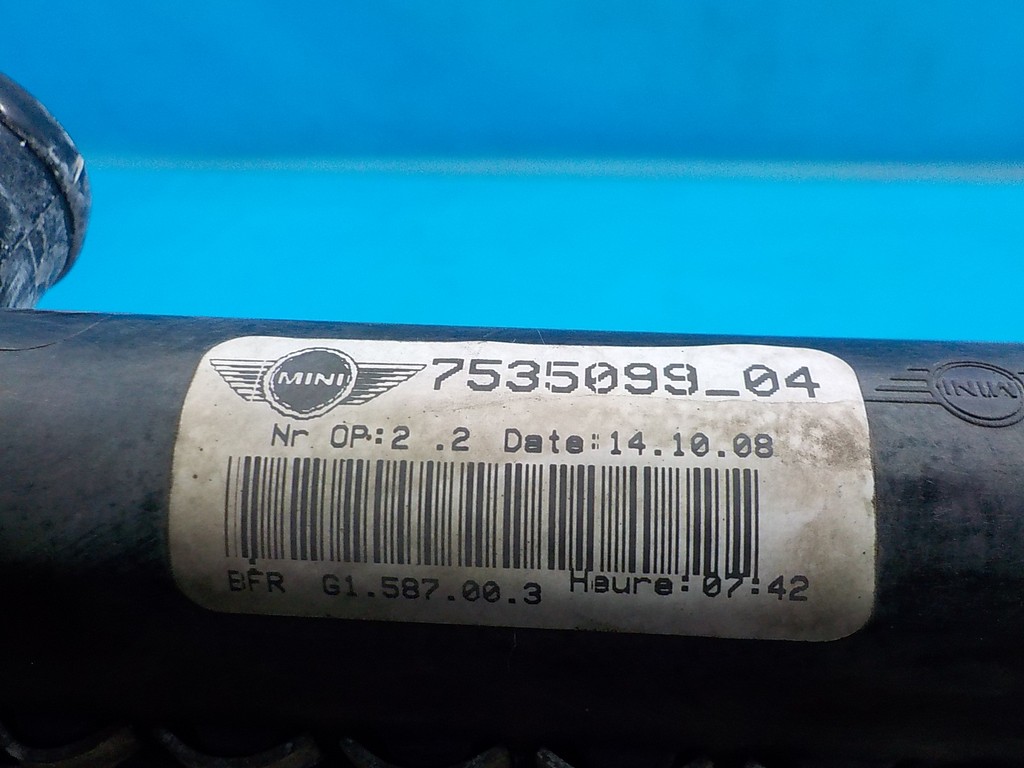 MINI 7535099_04
Nr OP:2 .2 Date:14.10.08
BFR G1.587.00.3 Heure:07:42
MINI